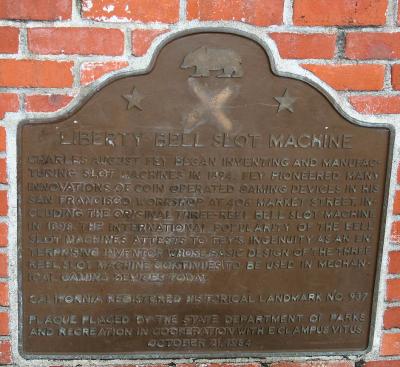 LIBERTY BELL SLOT MACHINE
CHARLES AUGUST FEY BEGAN INVENTING AND MANUFAC-
TURING SLOT MACHINES IN 1894. FEY PIONEERED MANY
INNOVATIONS OF COIN OPERATED GAMING DEVICES IN HIS
SAN FRANCISCO WORKSHOP AT 406 MARKET STREET, IN-
CLUDING THE ORIGINAL THREE-REEL BELL SLOT MACHINE
IN 1898. THE INTERNATIONAL POPULARITY OF THE BELL
SLOT MACHINES ATTESTS TO FEY'S INGENUITY AS AN EN-
TERPRISING INVENTOR WHOSE BASIC DESIGN OF THE THREE
REEL SLOT MACHINE CONTINUES TO BE USED IN MECHAN-
ICAL GAMING DEVICES TODAY.
CALIFORNIA REGISTERED HISTORICAL LANDMARK NO. 937
PLAQUE PLACED BY THE STATE DEPARTMENT OF PARKS
AND RECREATION IN COOPERATION WITH E CLAMPUS VITUS,
OCTOBER 21, 1984